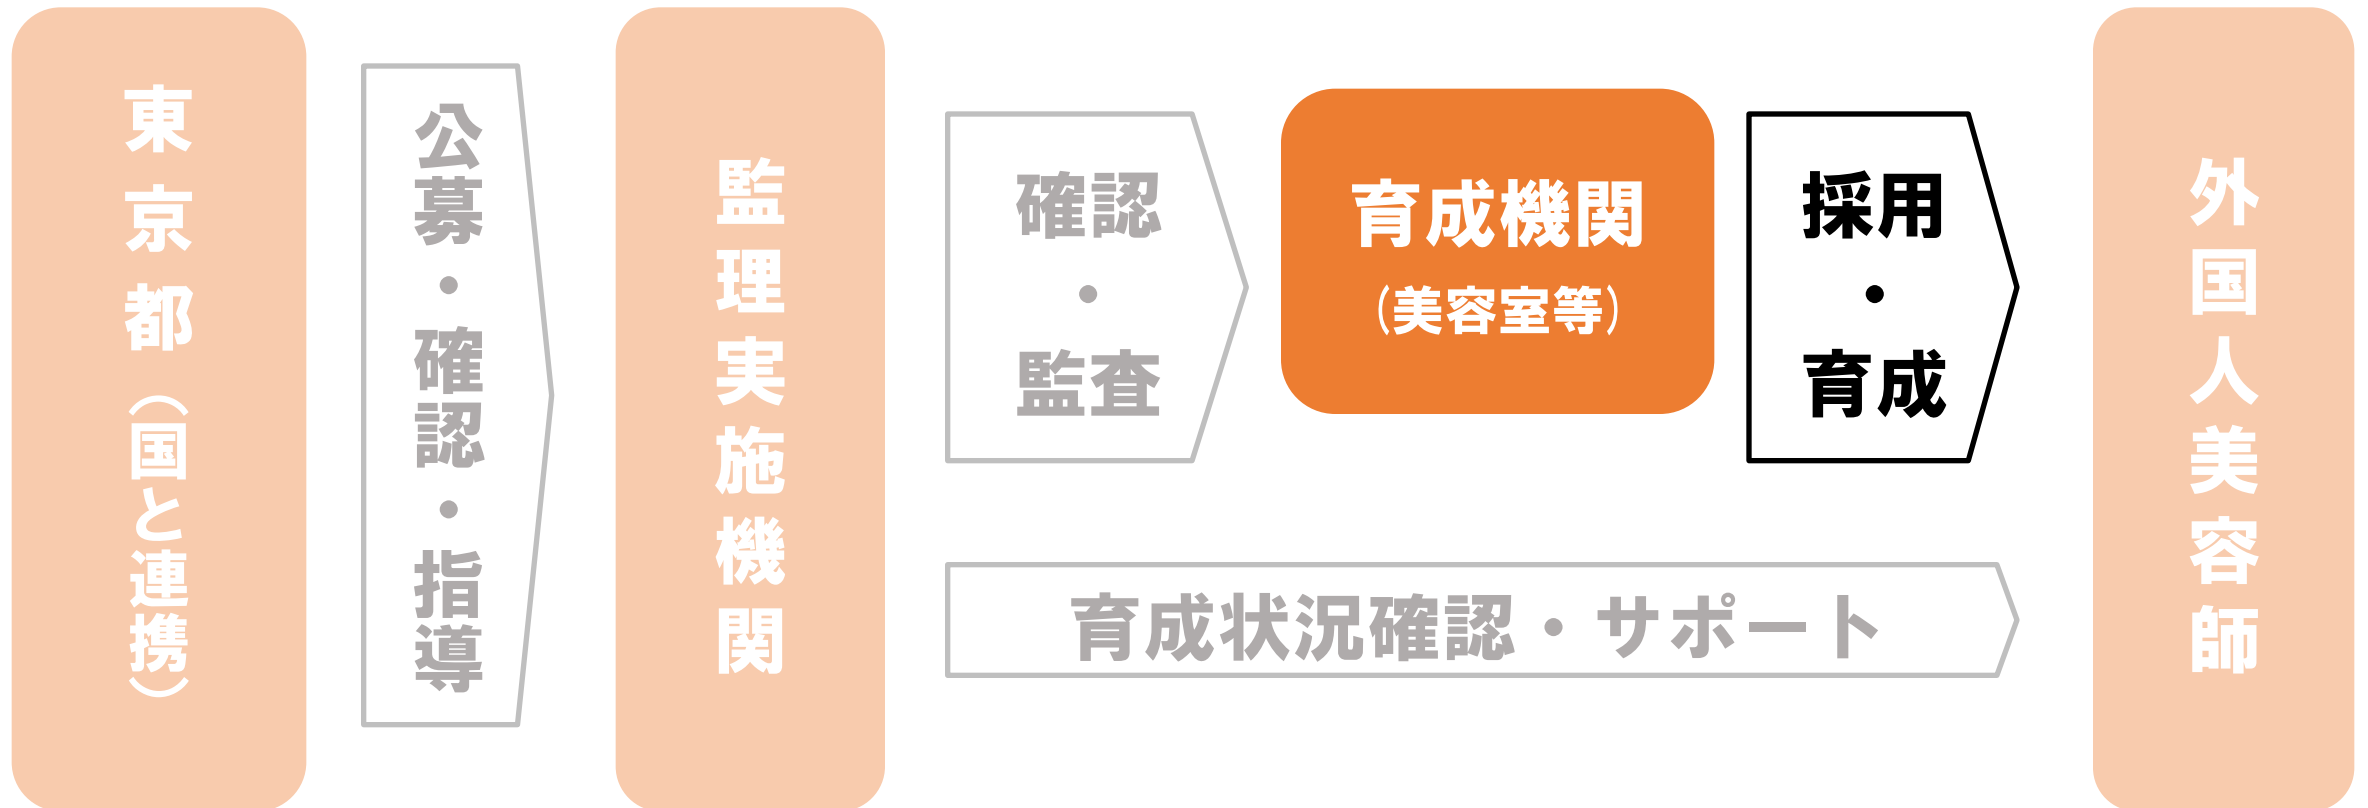 東京都(国と連携)
公募・確認・指導
監理実施機関
確認
・
監査
育成機関
(美容室等)
採用
・
育成
育成状況確認・サポート
外国人美容師